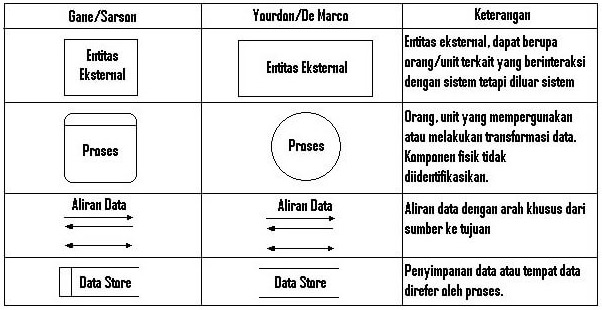 Gane/Sarson
Yourdon/De Marco
Keterangan
Entitas
Eksternal
Entitas Eksternal
Entitas eksternal, dapat berupa
orang/unit terkait yang berinteraksi
dengan sistem tetapi diluar sistem
Proses
Proses
Orang, unit yang mempergunakan
atau melakukan transformasi data.
Komponen fisik tidak
diidentifikasikan.
Aliran Data
Aliran Data
Aliran data dengan arah khusus dari
sumber ke tujuan
Data Store
Data Store
Penyimpanan data atau tempat data
direfer oleh proses.